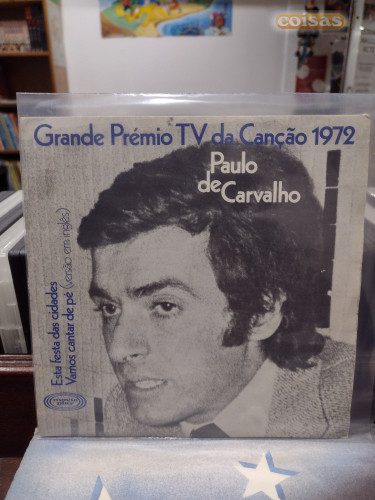 coisas
Grande Prémio TV da Canção 1972
Paulo
de Carvalho
Esta festa das cidades
Vamos cantar de pé (versão em inglês)